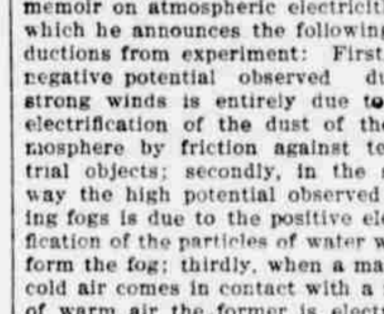 memoir on atmospheric electricit
which he announces the following
ductions from experiment: First
negative potential observed du
strong winds is entirely due to
electrification of the dust of the
mosphere by friction against te
trial objects; secondly, in the s
way the high potential observed
ing fogs is due to the positive ele
fication of the particles of water w
form the fog; thirdly, when a ma
cold air comes in contact with a
of warm air the former is electr